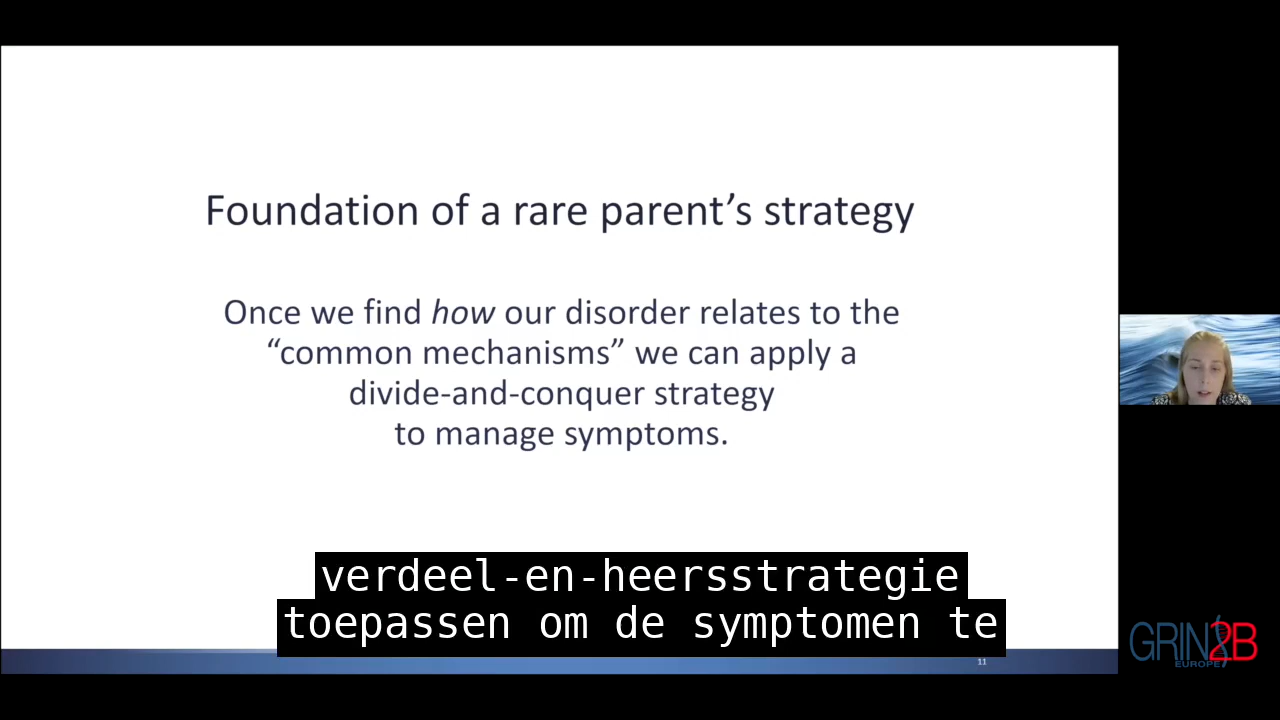 Foundation of a rare parent’s strategy
Once we find how our disorder relates to the
“common mechanisms” we can apply a
divide-and-conquer strategy
to manage symptoms.
verdeel-en-heersstrategie
toepassen om de symptomen te
11
GRIN2B
EUROPE